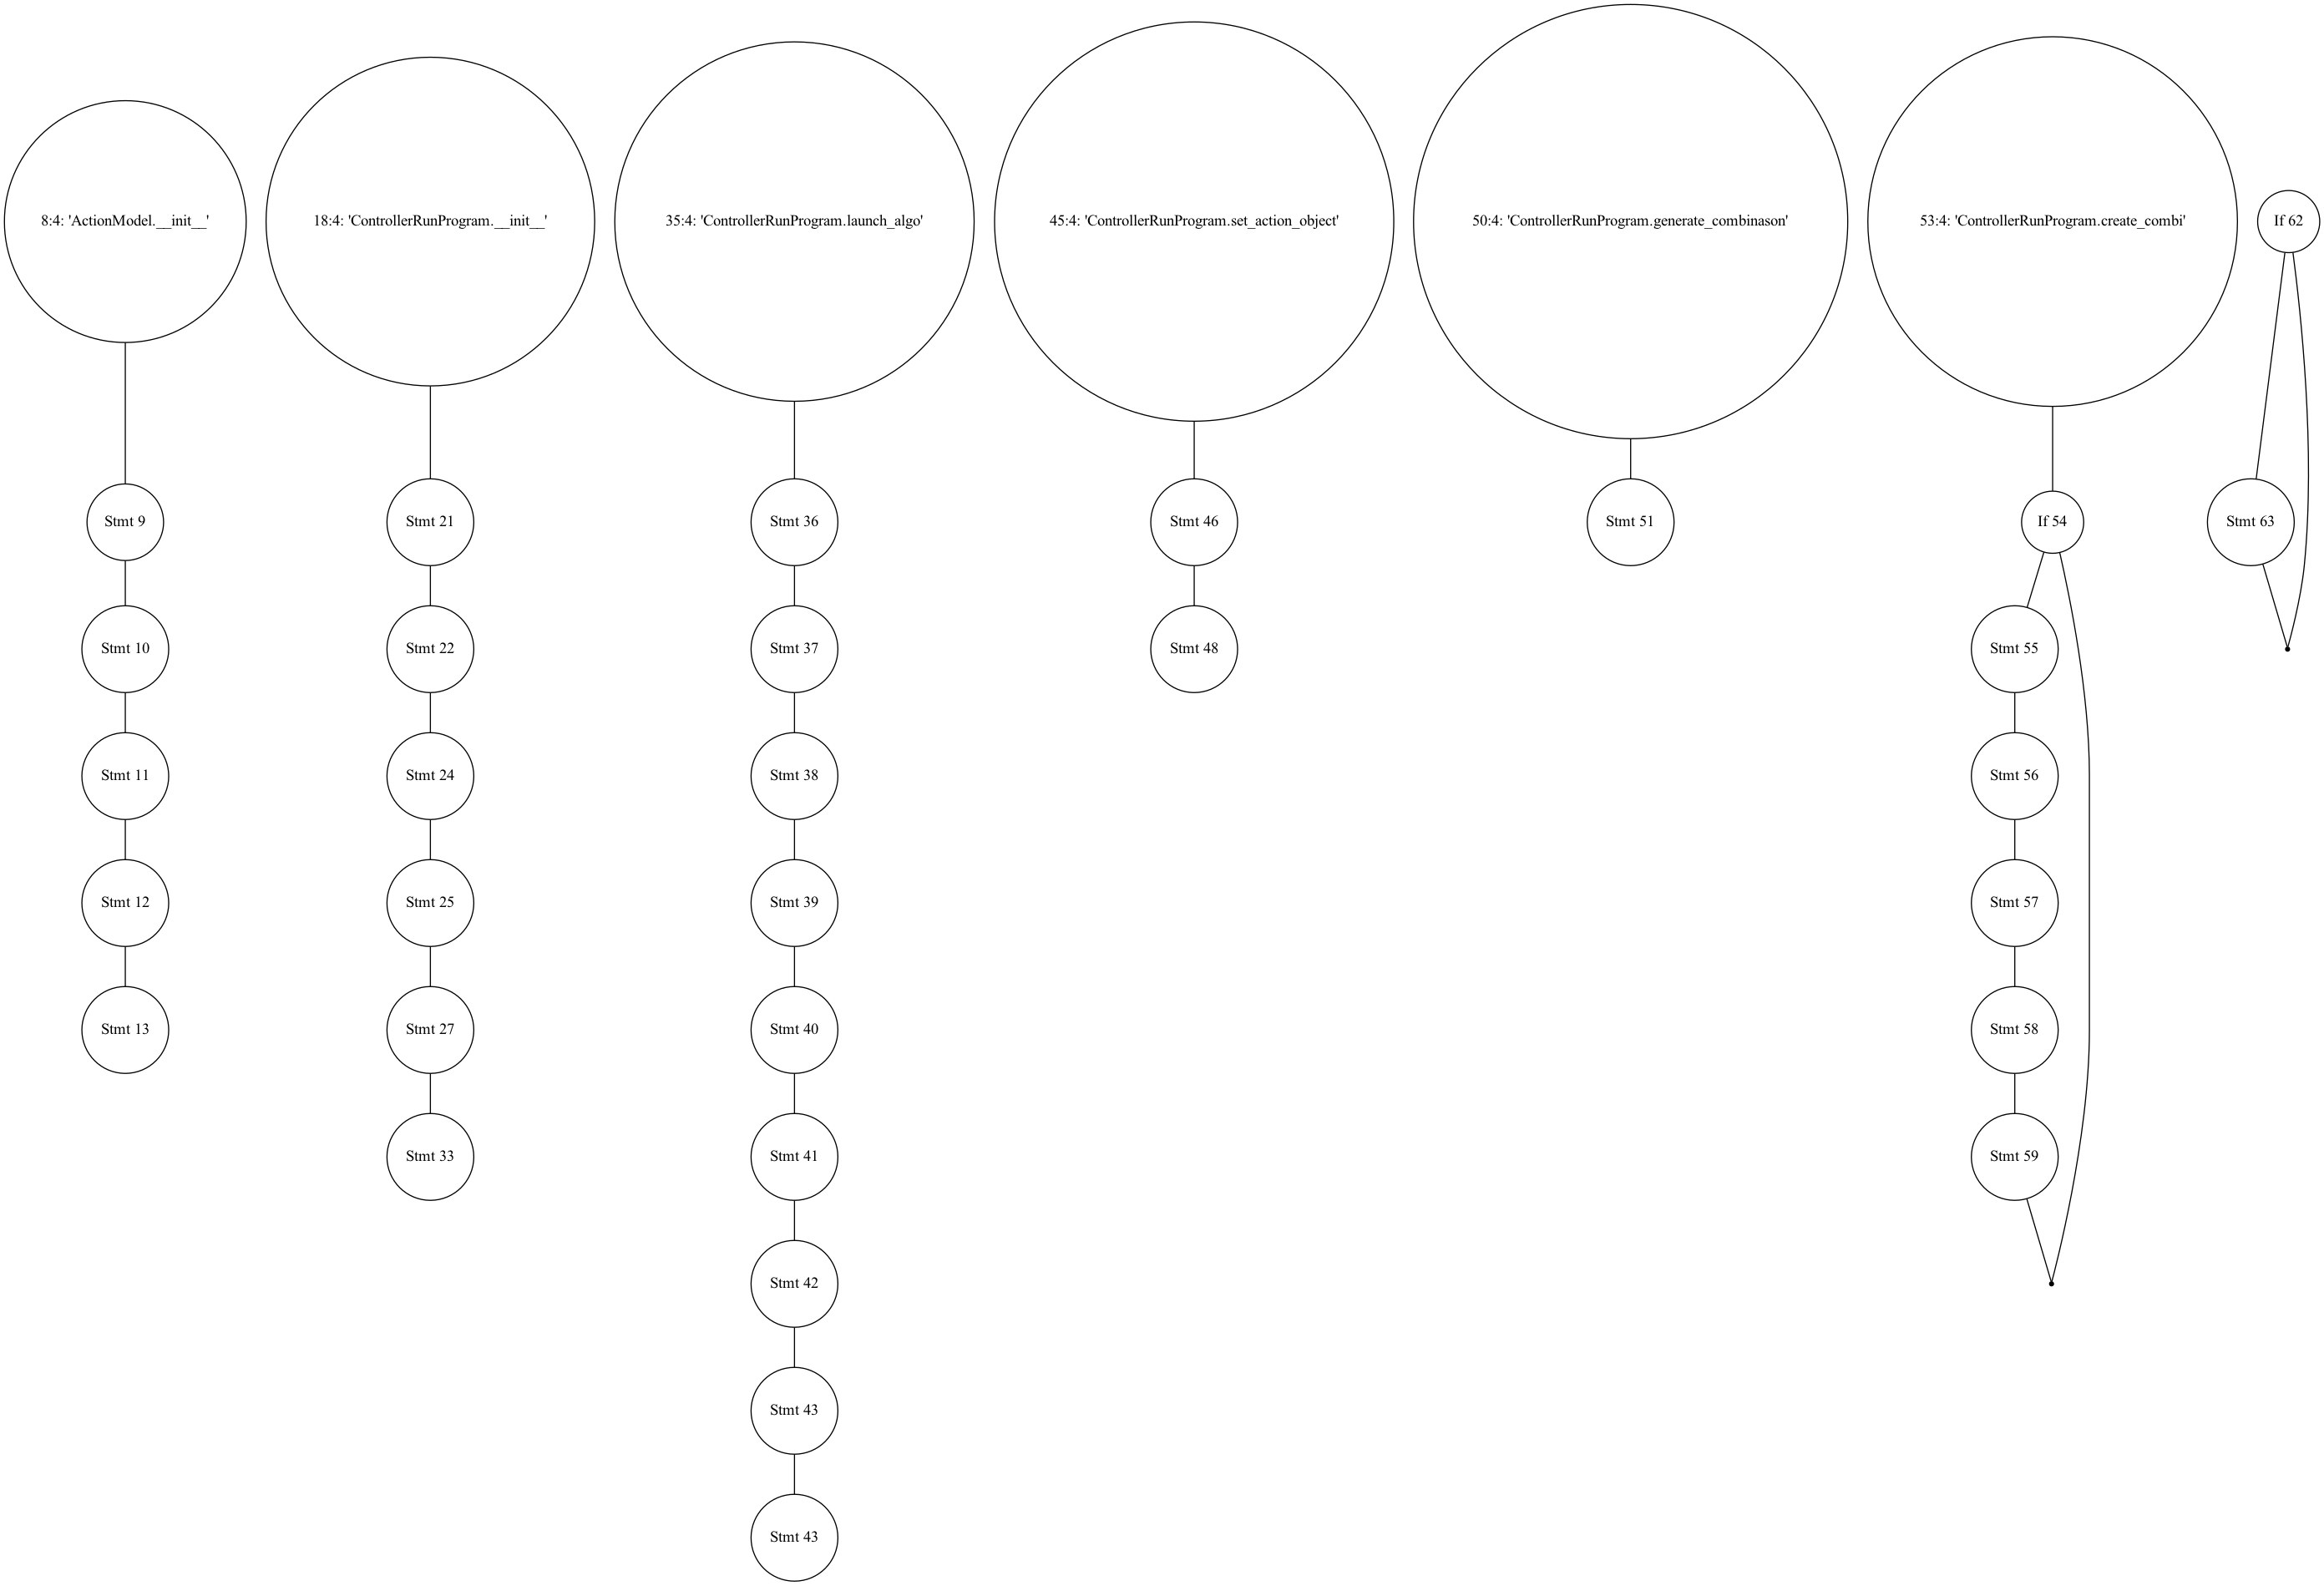 8:4: 'ActionModel.__init__'
18:4: 'ControllerRunProgram.__init__'
35:4: 'ControllerRunProgram.launch_algo'
45:4: 'ControllerRunProgram.set_action_object'
50:4: 'ControllerRunProgram.generate_combinason'
53:4: 'ControllerRunProgram.create_combi'
If 62
Stmt 9
Stmt 21
Stmt 36
Stmt 46
Stmt 51
If 54
Stmt 63
Stmt 10
Stmt 22
Stmt 37
Stmt 48
Stmt 55
Stmt 11
Stmt 24
Stmt 38
Stmt 56
Stmt 12
Stmt 25
Stmt 39
Stmt 57
Stmt 13
Stmt 27
Stmt 40
Stmt 58
Stmt 33
Stmt 41
Stmt 59
Stmt 42
Stmt 43
Stmt 43